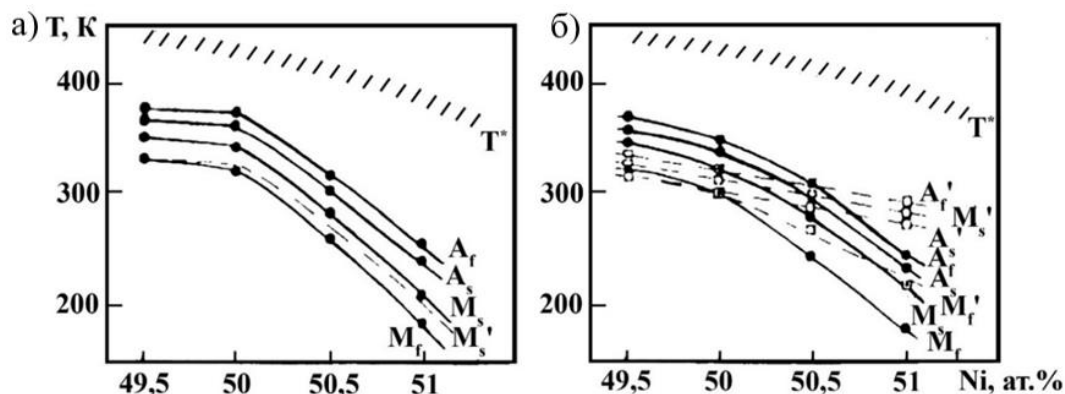 а) T, К
400
300
200
49,5 50 50,5 51
T*
A_f
A_s
M_s
M_s'
M_f
б)
400
300
200
49,5 50 50,5 51 Ni, ат.%
T*
A_f'
M_s'
A_s'
A_f
A_s
M_f'
M_s
M_f